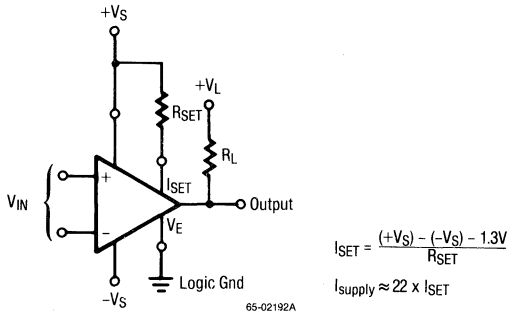 +VS
RSET
+VL
RL
VIN
+
-
ISET
VE
Output
Logic Gnd
-VS
65-02192A
ISET = (+VS) - (-VS) - 1.3V / RSET
Isupply ≈ 22 x ISET